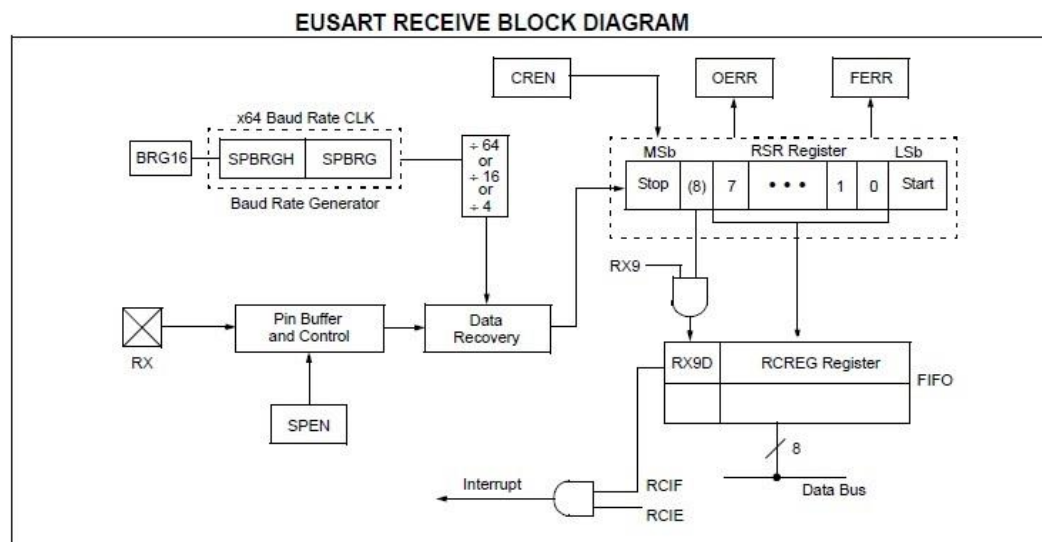 EUSART RECEIVE BLOCK DIAGRAM
CREN
OERR
FERR
x64 Baud Rate CLK
BRG16
SPBRGH
SPBRG
Baud Rate Generator
÷ 64
or
÷ 16
or
÷ 4
MSb
RSR Register
LSb
Stop
(8)
7
• • •
1
0
Start
RX9
RX
Pin Buffer
and Control
Data
Recovery
SPEN
RX9D
RCREG Register
FIFO
8
Data Bus
Interrupt
RCIF
RCIE